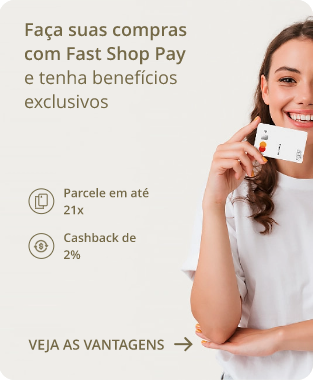 Faça suas compras
com Fast Shop Pay
e tenha benefícios
exclusivos
Parcele em até
21x
Cashback de
2%
VEJA AS VANTAGENS